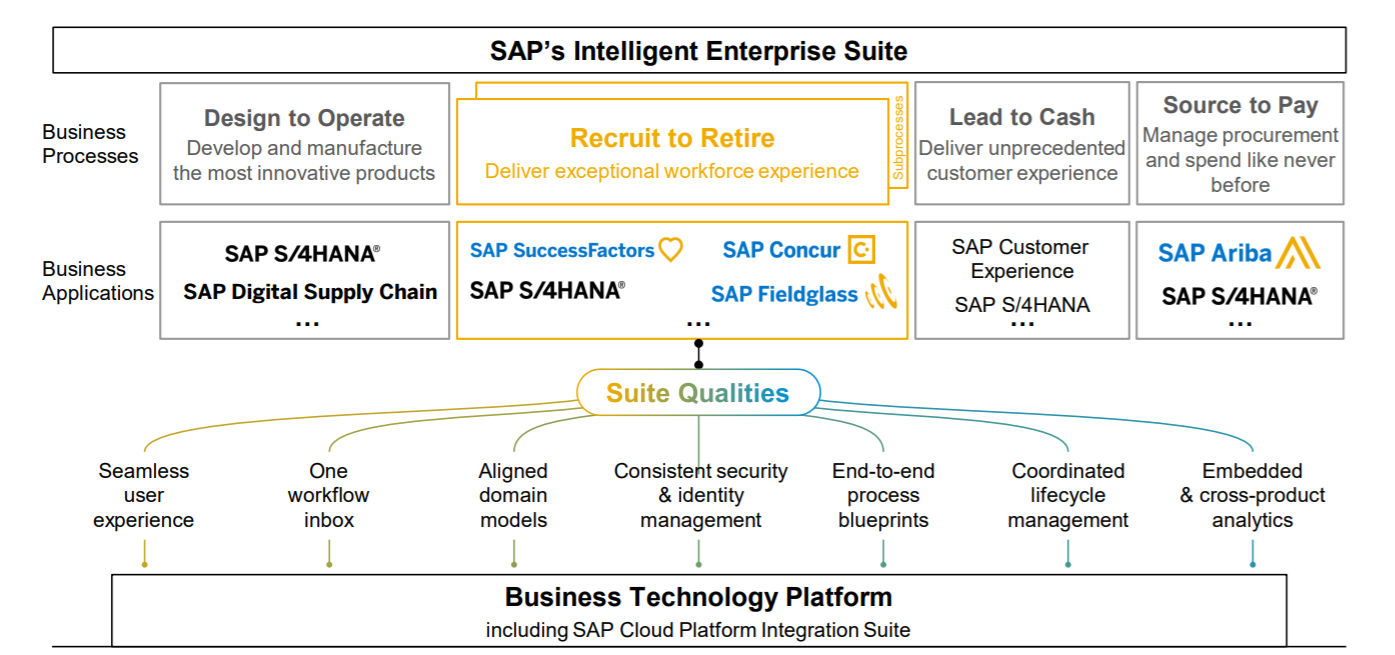 SAP's Intelligent Enterprise Suite
Business
Processes
Design to Operate
Develop and manufacture
the most innovative products
Recruit to Retire
Deliver exceptional workforce experience
Subprocesses
Lead to Cash
Deliver unprecedented
customer experience
Source to Pay
Manage procurement
and spend like never
before
Business
Applications
SAP S/4HANA®
SAP Digital Supply Chain
...
SAP SuccessFactors
SAP Concur C
SAP S/4HANA®
SAP Fieldglass
...
SAP Customer
Experience
SAP S/4HANA
...
SAP Ariba
SAP S/4HANA®
...
Suite Qualities
Seamless
user
experience
One
workflow
inbox
Aligned
domain
models
Consistent security
& identity
management
End-to-end
process
blueprints
Coordinated
lifecycle
management
Embedded
& cross-product
analytics
Business Technology Platform
including SAP Cloud Platform Integration Suite